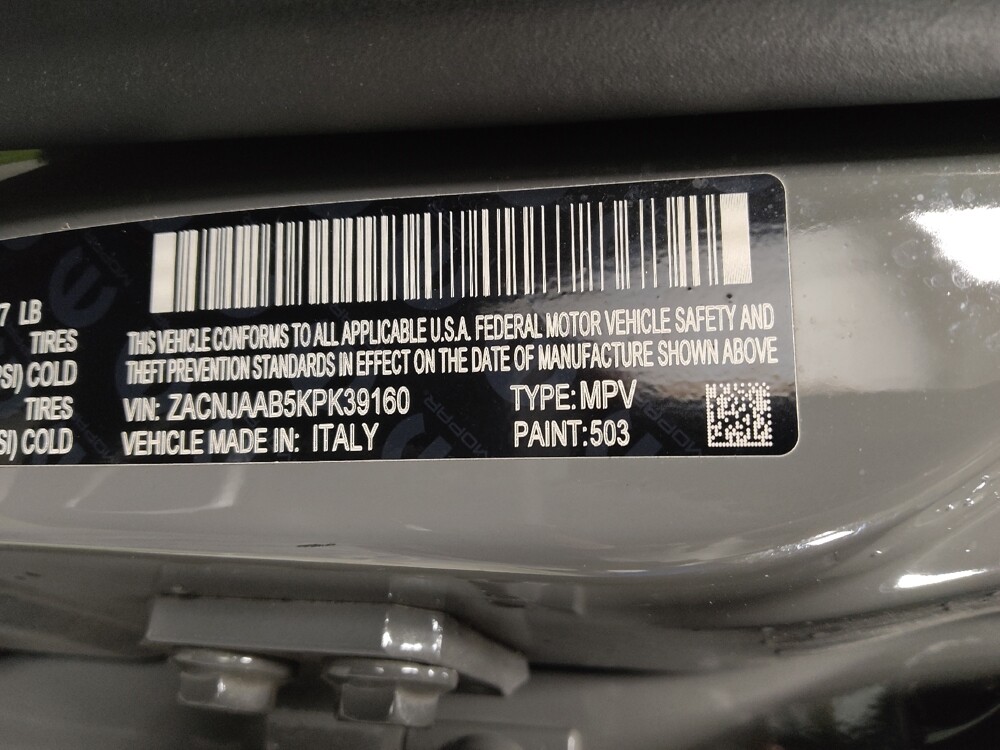 7 LB
TIRES
PSI) COLD
TIRES
SI) COLD
THIS VEHICLE CONFORMS TO ALL APPLICABLE U.S.A. FEDERAL MOTOR VEHICLE SAFETY AND
THEFT PREVENTION STANDARDS IN EFFECT ON THE DATE OF MANUFACTURE SHOWN ABOVE
VIN: ZACNJAAB5KPK39160 TYPE: MPV
VEHICLE MADE IN: ITALY PAINT: 503
MOPAR